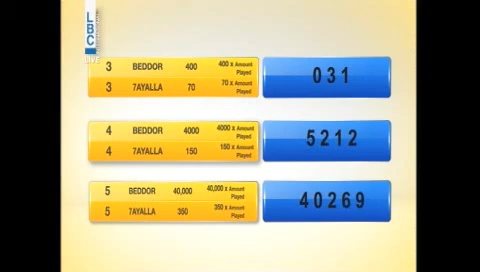 LBC
LIVE
3 BEDDOR 400 400 x Amount Played
3 7AYALLA 70 70 x Amount Played
031
4 BEDDOR 4000 4000 x Amount Played
4 7AYALLA 150 150 x Amount Played
5212
5 BEDDOR 40,000 40,000 x Amount Played
5 7AYALLA 350 350 x Amount Played
40269